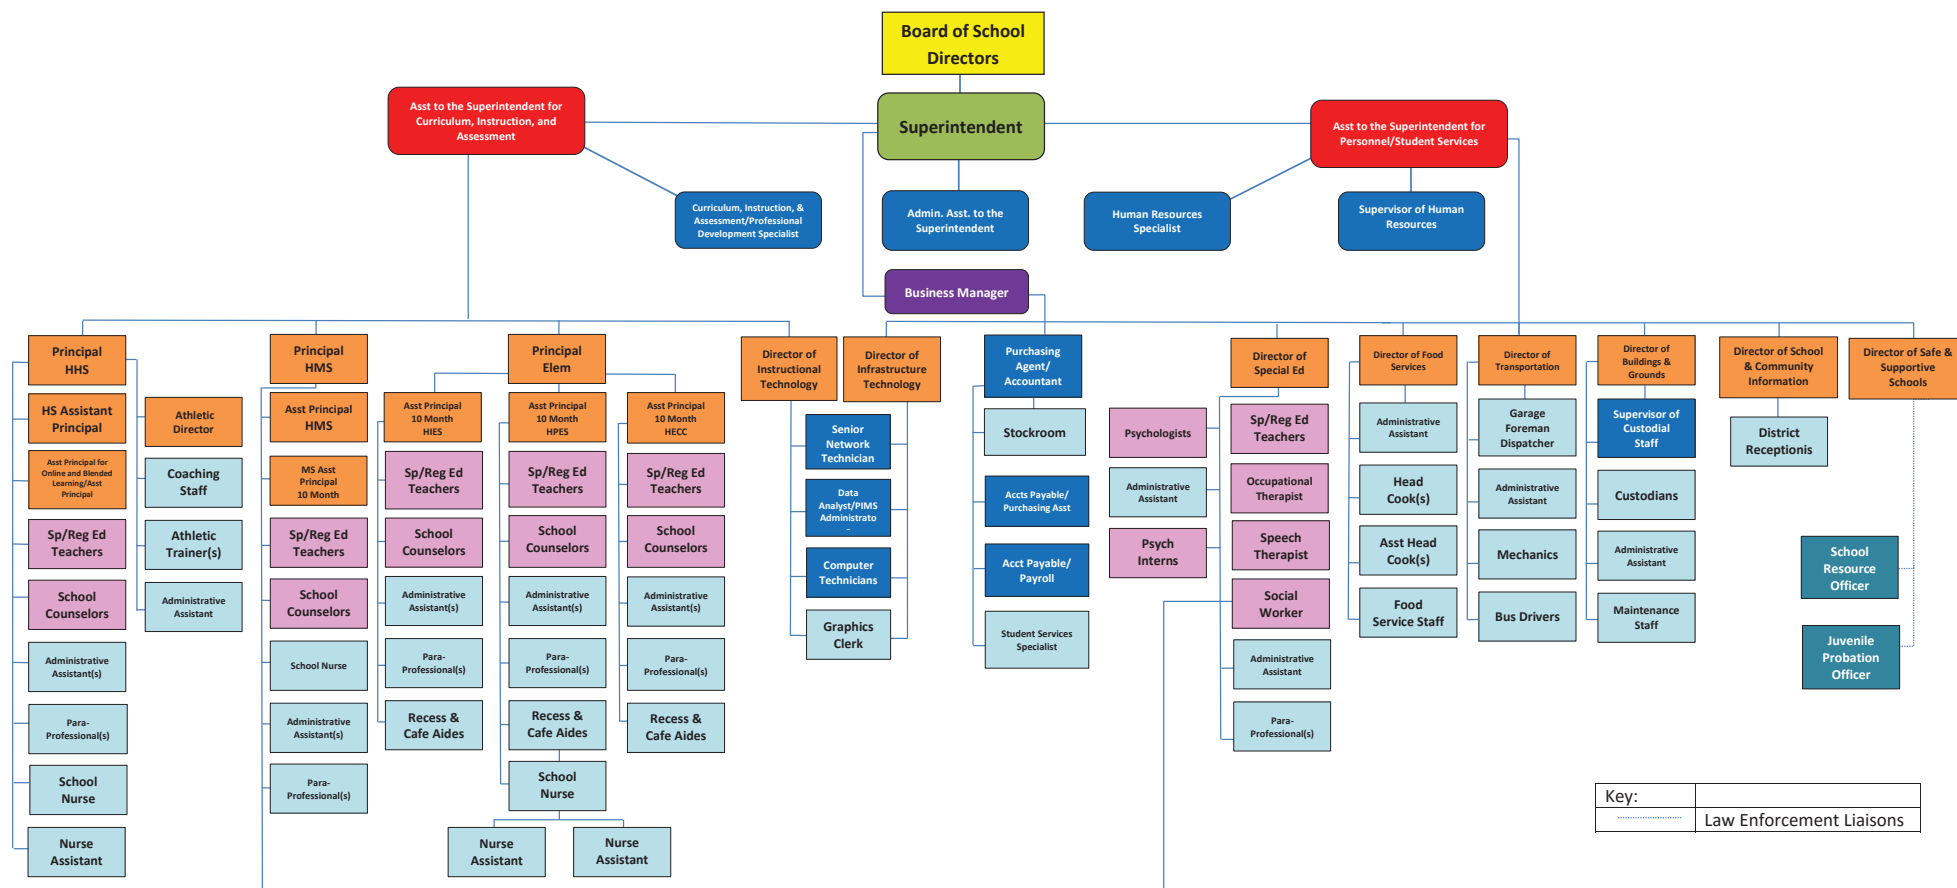 Board of School
Directors
Asst to the Superintendent for
Curriculum, Instruction, and
Assessment
Superintendent
Asst to the Superintendent for
Personnel/Student Services
Curriculum, Instruction, &
Assessment/Professional
Development Specialist
Admin. Asst. to the
Superintendent
Human Resources
Specialist
Supervisor of Human
Resources
Business Manager
Principal
HHS
Principal
HMS
Principal
Elem
Director of
Instructional
Technology
Director of
Infrastructure
Technology
Purchasing
Agent/
Accountant
Director of
Special Ed
Director of Food
Services
Director of
Transportation
Director of
Buildings &
Grounds
Director of School
& Community
Information
Director of Safe &
Supportive
Schools
HS Assistant
Principal
Asst Principal for
Online and Blended
Learning/Asst
Principal
Sp/Reg Ed
Teachers
School
Counselors
Administrative
Assistant(s)
Para-
Professional(s)
School
Nurse
Nurse
Assistant
Athletic
Director
Coaching
Staff
Athletic
Trainer(s)
Administrative
Assistant
Asst Principal
HMS
MS Asst
Principal
10 Month
Sp/Reg Ed
Teachers
School
Counselors
School Nurse
Administrative
Assistant(s)
Para-
Professional(s)
Asst Principal
10 Month
HIES
Sp/Reg Ed
Teachers
School
Counselors
Administrative
Assistant(s)
Para-
Professional(s)
Recess &
Cafe Aides
Asst Principal
10 Month
HPES
Sp/Reg Ed
Teachers
School
Counselors
Administrative
Assistant(s)
Para-
Professional(s)
Recess &
Cafe Aides
School
Nurse
Nurse
Assistant
Nurse
Assistant
Asst Principal
10 Month
HECC
Sp/Reg Ed
Teachers
School
Counselors
Administrative
Assistant(s)
Para-
Professional(s)
Recess &
Cafe Aides
Senior
Network
Technician
Data
Analyst/PIMS
Administrato
-
Computer
Technicians
Graphics
Clerk
Stockroom
Accts Payable/
Purchasing Asst
Acct Payable/
Payroll
Student Services
Specialist
Psychologists
Administrative
Assistant
Psych
Interns
Sp/Reg Ed
Teachers
Occupational
Therapist
Speech
Therapist
Social
Worker
Administrative
Assistant
Para-
Professional(s)
Administrative
Assistant
Head
Cook(s)
Asst Head
Cook(s)
Food
Service Staff
Garage
Foreman
Dispatcher
Administrative
Assistant
Mechanics
Bus Drivers
Supervisor of
Custodial
Staff
Custodians
Administrative
Assistant
Maintenance
Staff
District
Receptionis
School
Resource
Officer
Juvenile
Probation
Officer
Key:
Law Enforcement Liaisons